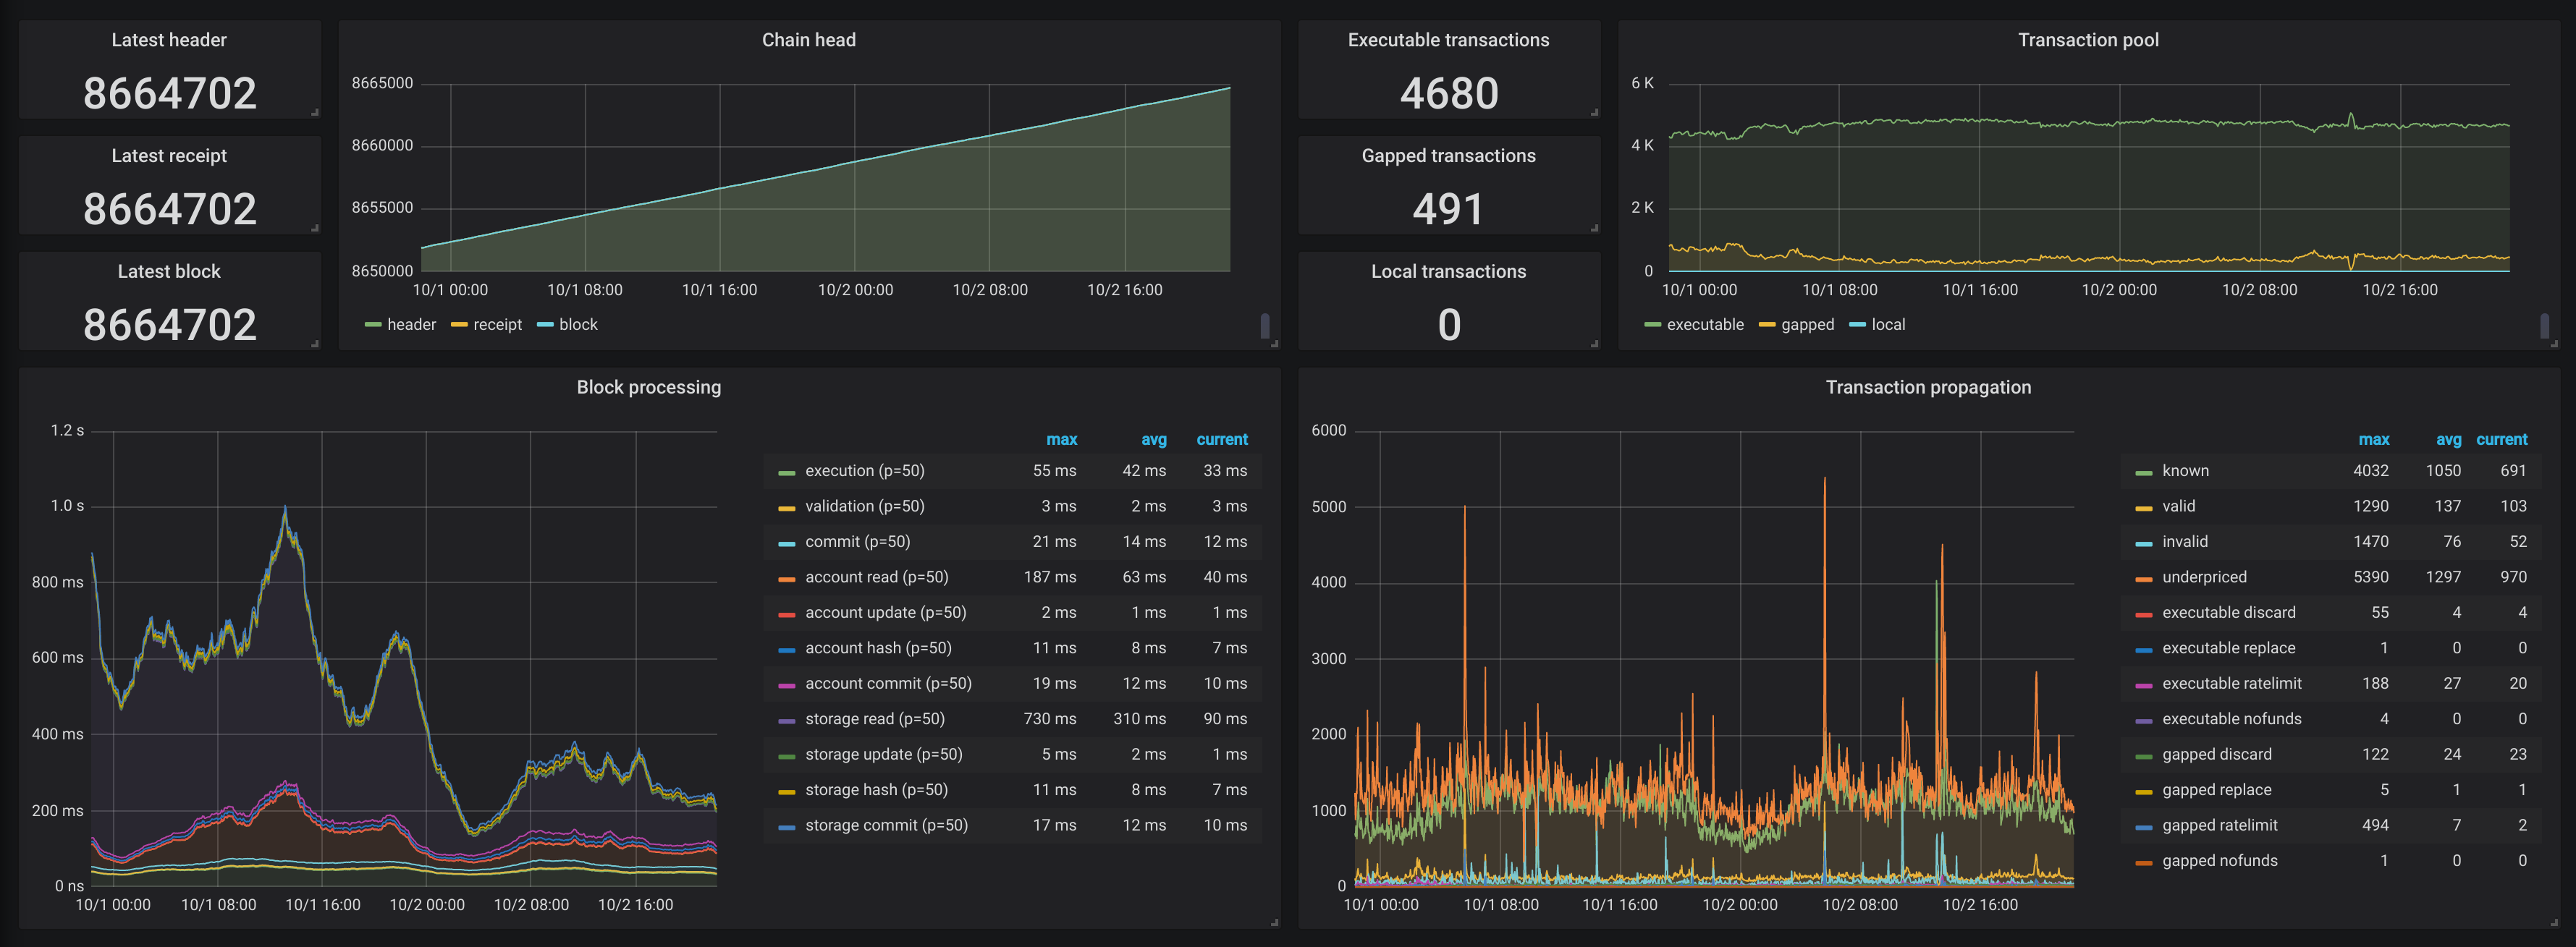 Latest header
8664702
Latest receipt
8664702
Latest block
8664702
Chain head
8665000
8660000
8655000
8650000
10/1 00:00 10/1 08:00 10/1 16:00 10/2 00:00 10/2 08:00 10/2 16:00
header receipt block
Executable transactions
4680
Gapped transactions
491
Local transactions
0
Transaction pool
6 K
4 K
2 K
0
10/1 00:00 10/1 08:00 10/1 16:00 10/2 00:00 10/2 08:00 10/2 16:00
executable gapped local
Block processing
1.2 s
1.0 s
800 ms
600 ms
400 ms
200 ms
0 ns
10/1 00:00 10/1 08:00 10/1 16:00 10/2 00:00 10/2 08:00 10/2 16:00
max avg current
execution (p=50) 55 ms 42 ms 33 ms
validation (p=50) 3 ms 2 ms 3 ms
commit (p=50) 21 ms 14 ms 12 ms
account read (p=50) 187 ms 63 ms 40 ms
account update (p=50) 2 ms 1 ms 1 ms
account hash (p=50) 11 ms 8 ms 7 ms
account commit (p=50) 19 ms 12 ms 10 ms
storage read (p=50) 730 ms 310 ms 90 ms
storage update (p=50) 5 ms 2 ms 1 ms
storage hash (p=50) 11 ms 8 ms 7 ms
storage commit (p=50) 17 ms 12 ms 10 ms
Transaction propagation
6000
5000
4000
3000
2000
1000
0
10/1 00:00 10/1 08:00 10/1 16:00 10/2 00:00 10/2 08:00 10/2 16:00
max avg current
known 4032 1050 691
valid 1290 137 103
invalid 1470 76 52
underpriced 5390 1297 970
executable discard 55 4 4
executable replace 1 0 0
executable ratelimit 188 27 20
executable nofunds 4 0 0
gapped discard 122 24 23
gapped replace 5 1 1
gapped ratelimit 494 7 2
gapped nofunds 1 0 0